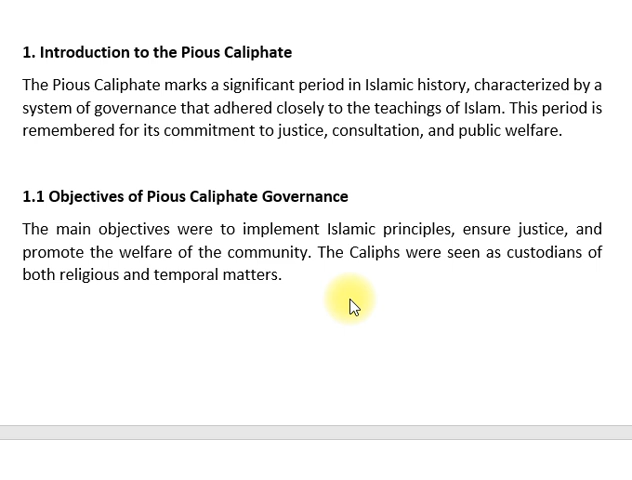 1. Introduction to the Pious Caliphate
The Pious Caliphate marks a significant period in Islamic history, characterized by a
system of governance that adhered closely to the teachings of Islam. This period is
remembered for its commitment to justice, consultation, and public welfare.
1.1 Objectives of Pious Caliphate Governance
The main objectives were to implement Islamic principles, ensure justice, and
promote the welfare of the community. The Caliphs were seen as custodians of
both religious and temporal matters.